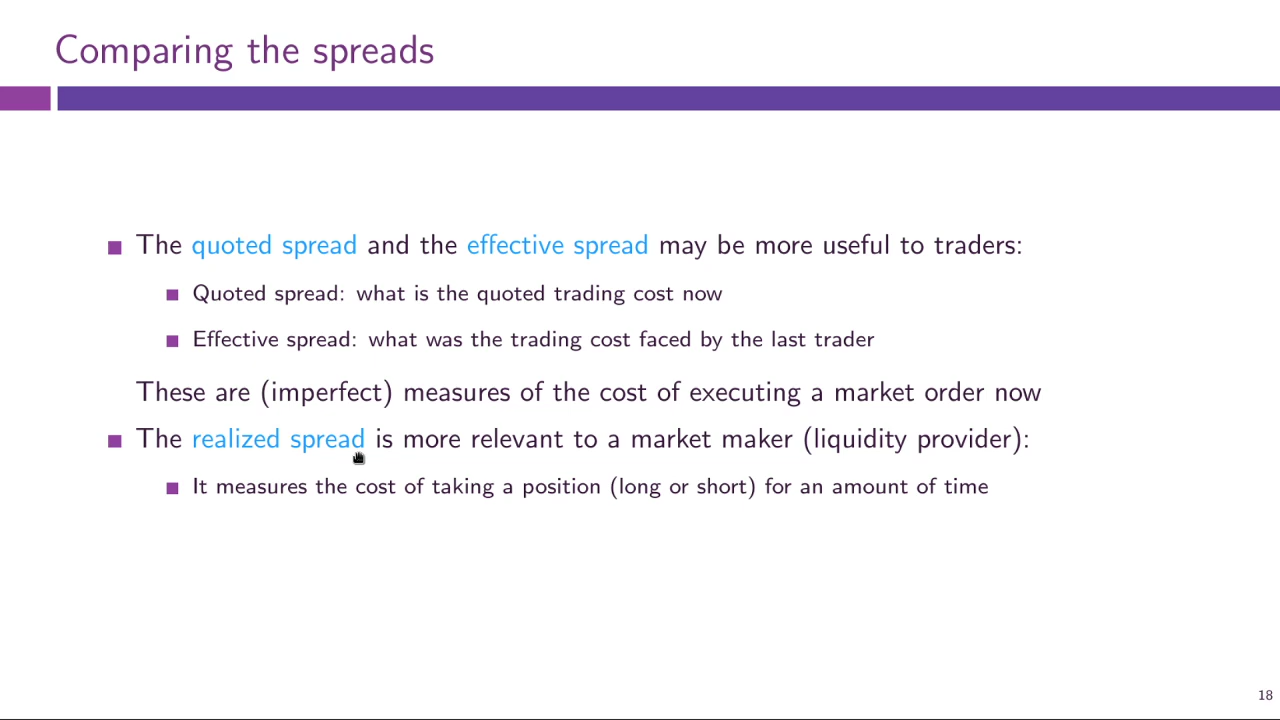 Comparing the spreads
The quoted spread and the effective spread may be more useful to traders:
Quoted spread: what is the quoted trading cost now
Effective spread: what was the trading cost faced by the last trader
These are (imperfect) measures of the cost of executing a market order now
The realized spread is more relevant to a market maker (liquidity provider):
It measures the cost of taking a position (long or short) for an amount of time
18